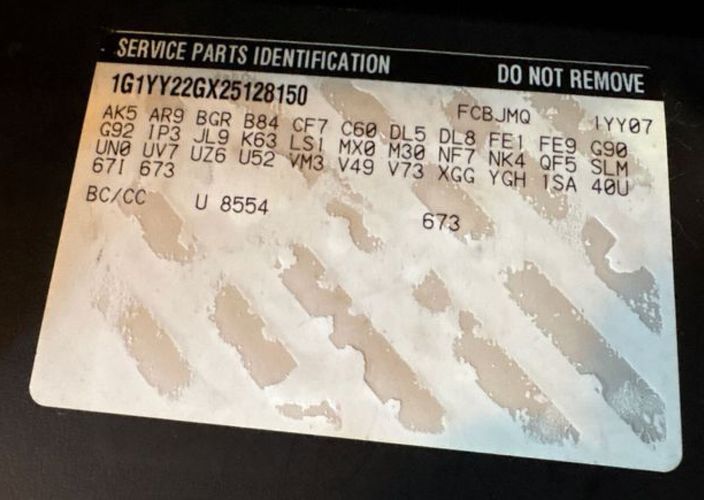 SERVICE PARTS IDENTIFICATION DO NOT REMOVE
1G1YY22GX25128150 FCBJMQ 1YY07
AK5 AR9 BGR B84 CF7 C60 DL5 DL8 FE1 FE9 G90
G92 1P3 JL9 K63 LS1 MX0 M30 NF7 NK4 QF5 SLM
UN0 UV7 UZ6 U52 VM3 V49 V73 XGG YGH 1SA 40U
67I 673
BC/CC U 8554 673